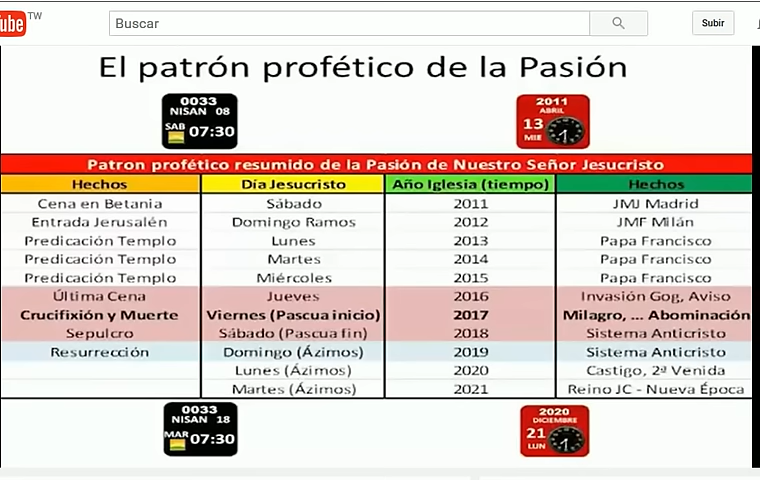 ube TW
Buscar
Subir
El patrón profético de la Pasión
0033
NISAN 08
SAB 07:30
2011
ABRIL
13
MIE
Patron profético resumido de la Pasión de Nuestro Señor Jesucristo
Hechos Día Jesucristo Año Iglesia (tiempo) Hechos
Cena en Betania Sábado 2011 JMJ Madrid
Entrada Jerusalén Domingo Ramos 2012 JMF Milán
Predicación Templo Lunes 2013 Papa Francisco
Predicación Templo Martes 2014 Papa Francisco
Predicación Templo Miércoles 2015 Papa Francisco
Última Cena Jueves 2016 Invasión Gog, Aviso
Crucifixión y Muerte Viernes (Pascua inicio) 2017 Milagro, ... Abominación
Sepulcro Sábado (Pascua fin) 2018 Sistema Anticristo
Resurrección Domingo (Ázimos) 2019 Sistema Anticristo
Lunes (Ázimos) 2020 Castigo, 2ª Venida
Martes (Ázimos) 2021 Reino JC - Nueva Época
0033
NISAN 18
MAR 07:30
2020
DICIEMBRE
21
LUN